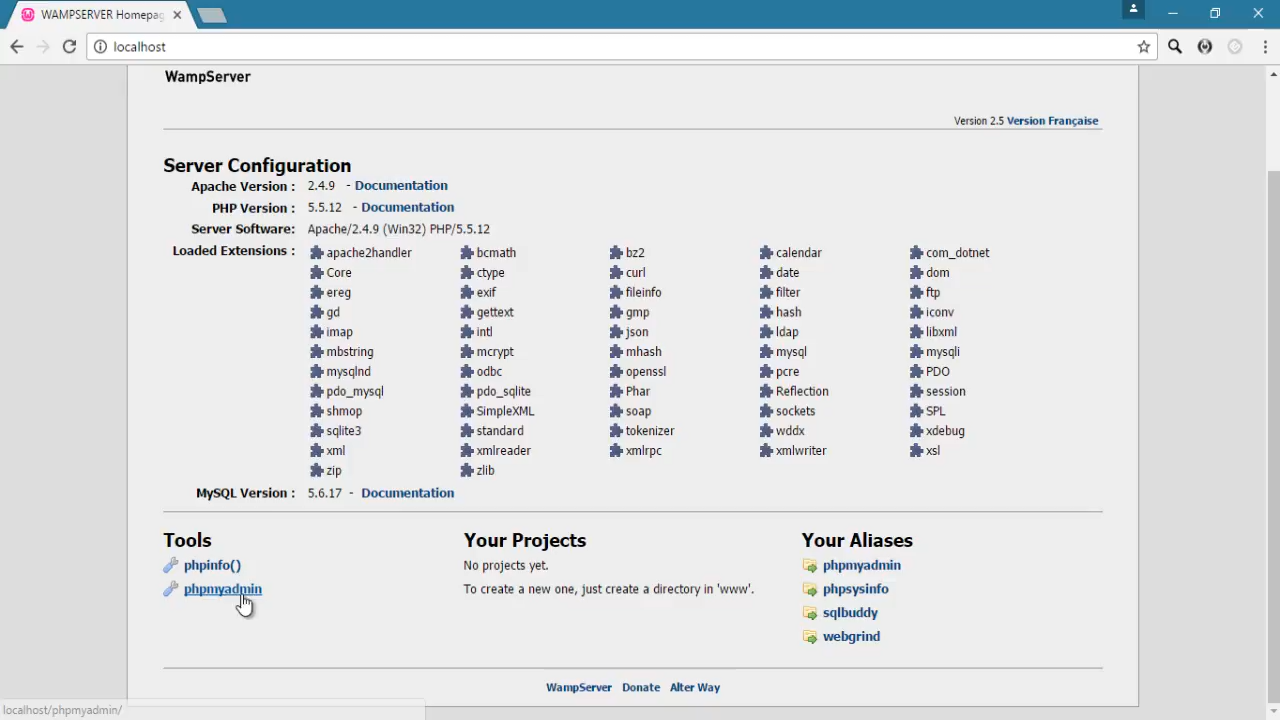 WAMPSERVER Homepag
localhost
WampServer
Version 2.5 Version Française
Server Configuration
Apache Version : 2.4.9 - Documentation
PHP Version : 5.5.12 - Documentation
Server Software: Apache/2.4.9 (Win32) PHP/5.5.12
Loaded Extensions : apache2handler bcmath bz2 calendar com_dotnet
Core ctype curl date dom
ereg exif fileinfo filter ftp
gd gettext gmp hash iconv
imap intl json ldap libxml
mbstring mcrypt mhash mysql mysqli
mysqlnd odbc openssl pcre PDO
pdo_mysql pdo_sqlite Phar Reflection session
shmop SimpleXML soap sockets SPL
sqlite3 standard tokenizer wddx xdebug
xml xmlreader xmlrpc xmlwriter xsl
zip zlib
MySQL Version : 5.6.17 - Documentation
Tools
phpinfo()
phpmyadmin
Your Projects
No projects yet.
To create a new one, just create a directory in 'www'.
Your Aliases
phpmyadmin
phpsysinfo
sqlbuddy
webgrind
WampServer Donate Alter Way
localhost/phpmyadmin/